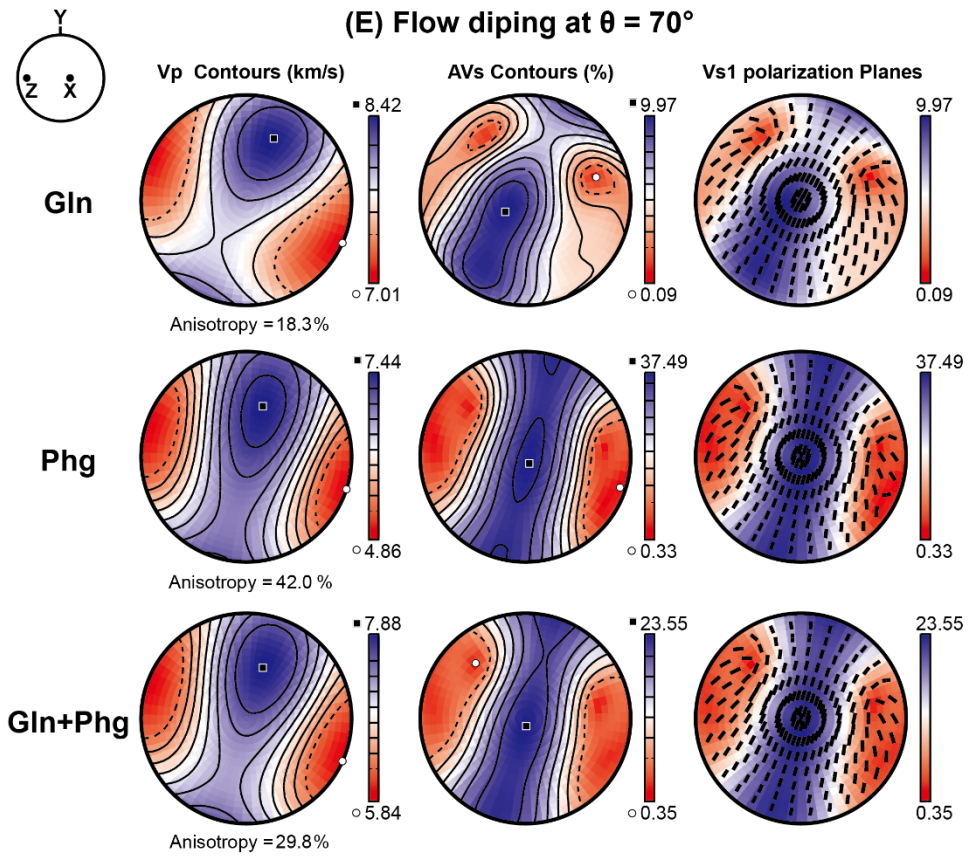 (E) Flow diping at θ = 70°
Y
Z X
Vp Contours (km/s) AVs Contours (%) Vs1 polarization Planes
Gln
8.42 9.97 9.97
7.01 0.09 0.09
Anisotropy = 18.3 %
Phg
7.44 37.49 37.49
4.86 0.33 0.33
Anisotropy = 42.0 %
Gln+Phg
7.88 23.55 23.55
5.84 0.35 0.35
Anisotropy = 29.8 %